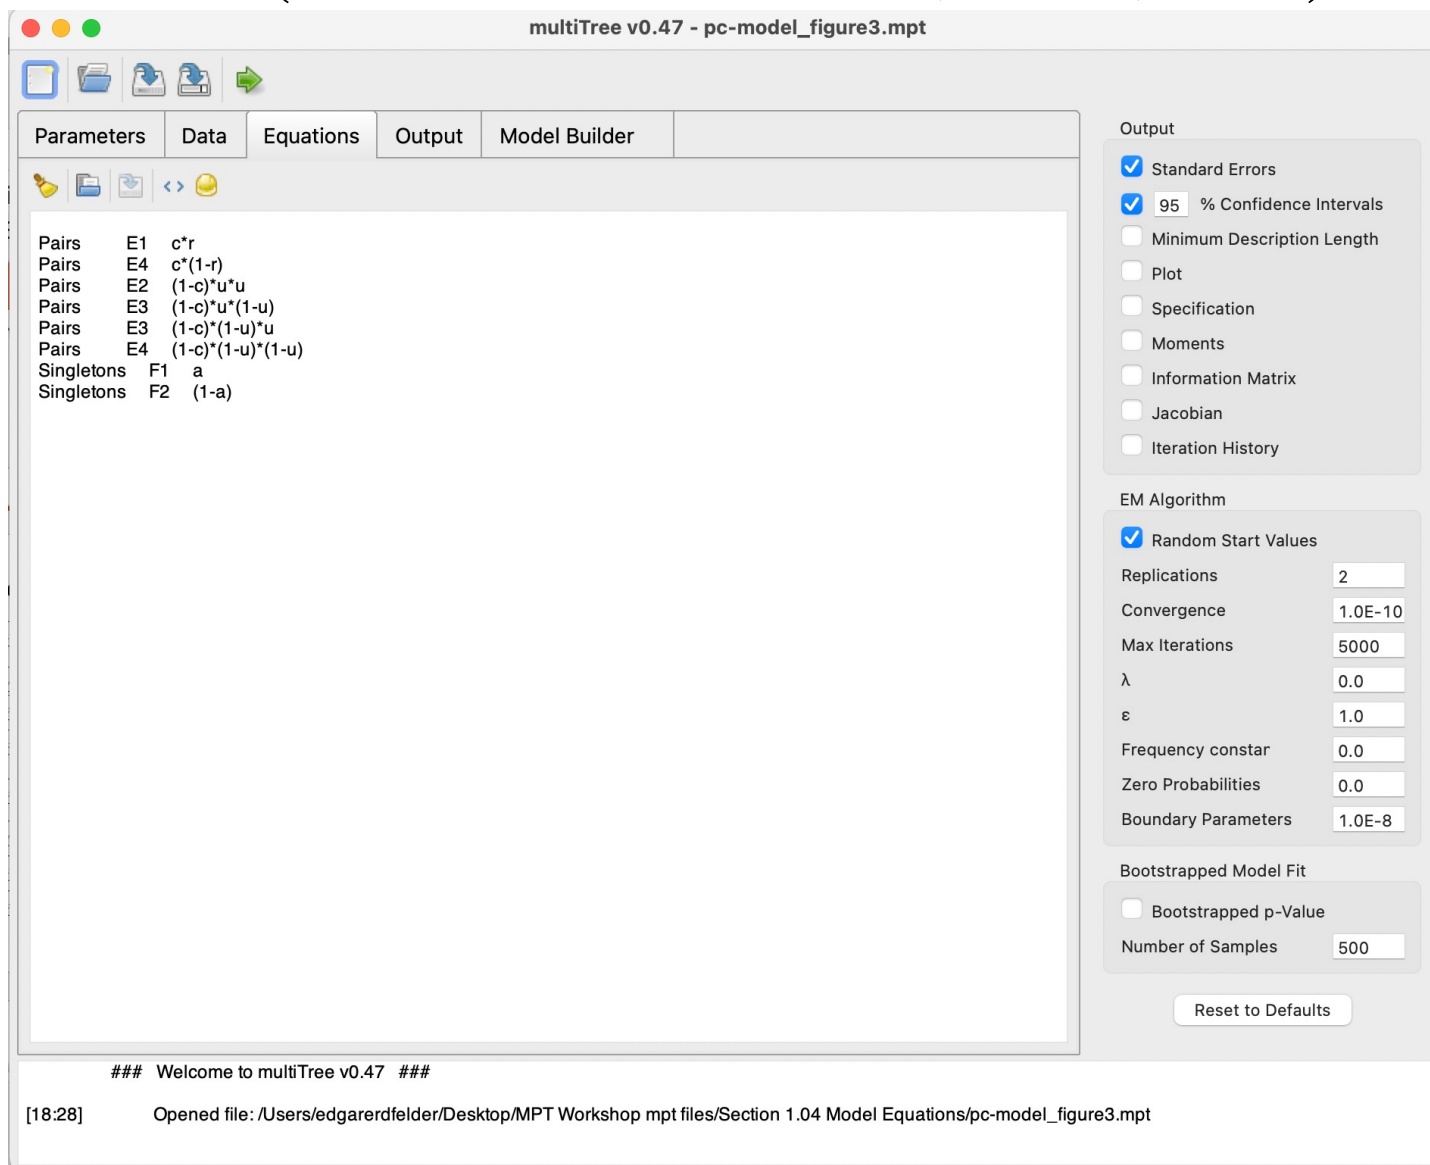 multiTree v0.47 - pc-model_figure3.mpt
Parameters Data Equations Output Model Builder
Pairs E1 c*r
Pairs E4 c*(1-r)
Pairs E2 (1-c)*u*u
Pairs E3 (1-c)*u*(1-u)
Pairs E3 (1-c)*(1-u)*u
Pairs E4 (1-c)*(1-u)*(1-u)
Singletons F1 a
Singletons F2 (1-a)
Output
Standard Errors
95 % Confidence Intervals
Minimum Description Length
Plot
Specification
Moments
Information Matrix
Jacobian
Iteration History
EM Algorithm
Random Start Values
Replications 2
Convergence 1.0E-10
Max Iterations 5000
λ 0.0
ε 1.0
Frequency constar 0.0
Zero Probabilities 0.0
Boundary Parameters 1.0E-8
Bootstrapped Model Fit
Bootstrapped p-Value
Number of Samples 500
Reset to Defaults
### Welcome to multiTree v0.47 ###
[18:28] Opened file: /Users/edgarerdfelder/Desktop/MPT Workshop mpt files/Section 1.04 Model Equations/pc-model_figure3.mpt